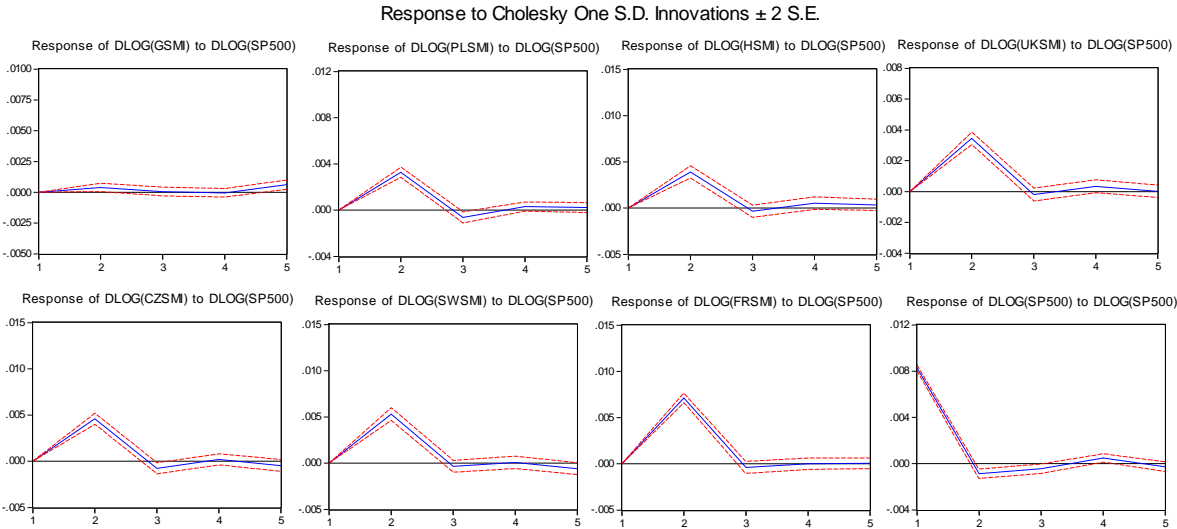 Response to Cholesky One S.D. Innovations ± 2 S.E.
Response of DLOG(GSMI) to DLOG(SP500)
.0100
.0075
.0050
.0025
.0000
-.0025
-.0050
1 2 3 4 5
Response of DLOG(PLSMI) to DLOG(SP500)
.012
.008
.004
.000
-.004
1 2 3 4 5
Response of DLOG(HSMI) to DLOG(SP500)
.015
.010
.005
.000
-.005
1 2 3 4 5
Response of DLOG(UKSMI) to DLOG(SP500)
.008
.006
.004
.002
.000
-.002
-.004
1 2 3 4 5
Response of DLOG(CZSMI) to DLOG(SP500)
.015
.010
.005
.000
-.005
1 2 3 4 5
Response of DLOG(SWSMI) to DLOG(SP500)
.015
.010
.005
.000
-.005
1 2 3 4 5
Response of DLOG(FRSMI) to DLOG(SP500)
.015
.010
.005
.000
-.005
1 2 3 4 5
Response of DLOG(SP500) to DLOG(SP500)
.012
.008
.004
.000
-.004
1 2 3 4 5